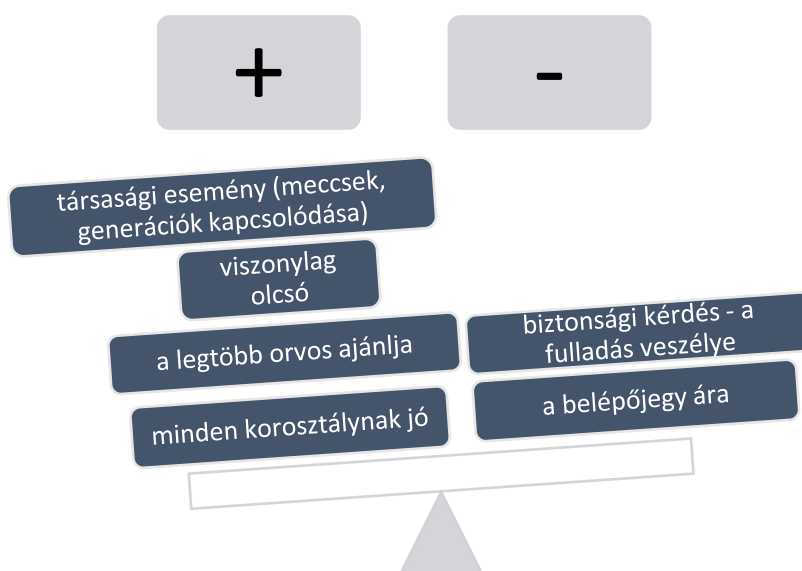 +
-
társasági esemény (meccsek,
generációk kapcsolódása)
viszonylag
olcsó
a legtöbb orvos ajánlja
minden korosztálynak jó
biztonsági kérdés - a
fulladás veszélye
a belépőjegy ára